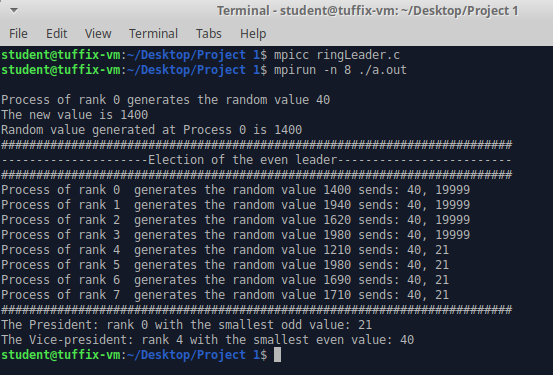 Terminal - student@tuffix-vm: ~/Desktop/Project 1
File Edit View Terminal Tabs Help
student@tuffix-vm:~/Desktop/Project 1$ mpicc ringLeader.c
student@tuffix-vm:~/Desktop/Project 1$ mpirun -n 8 ./a.out
Process of rank 0 generates the random value 40
The new value is 1400
Random value generated at Process 0 is 1400
#########################################################################
---------------------Election of the even leader-------------------------
#########################################################################
Process of rank 0  generates the random value 1400 sends: 40, 19999
Process of rank 1  generates the random value 1940 sends: 40, 19999
Process of rank 2  generates the random value 1620 sends: 40, 19999
Process of rank 3  generates the random value 1980 sends: 40, 19999
Process of rank 4  generates the random value 1210 sends: 40, 21
Process of rank 5  generates the random value 1980 sends: 40, 21
Process of rank 6  generates the random value 1690 sends: 40, 21
Process of rank 7  generates the random value 1710 sends: 40, 21
#########################################################################
The President: rank 0 with the smallest odd value: 21
The Vice-president: rank 4 with the smallest even value: 40
student@tuffix-vm:~/Desktop/Project 1$